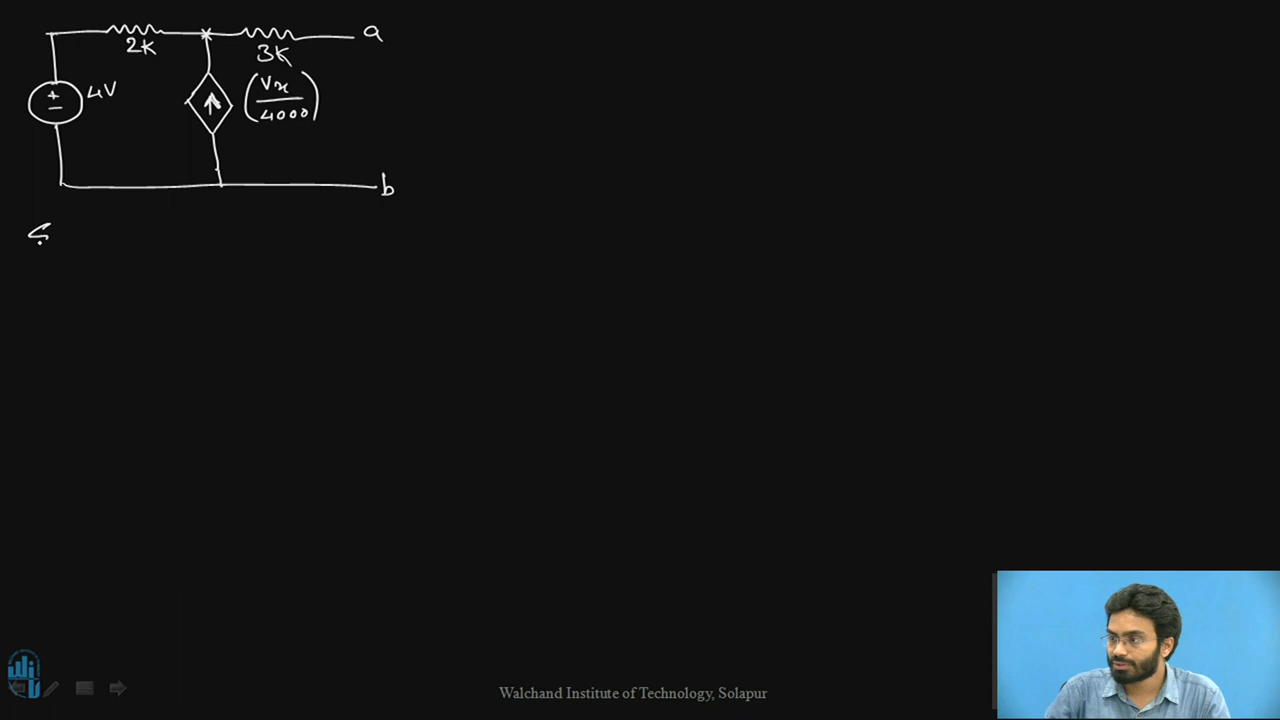 2K
3K
a
4V
(Vx/4000)
b
Walchand Institute of Technology, Solapur